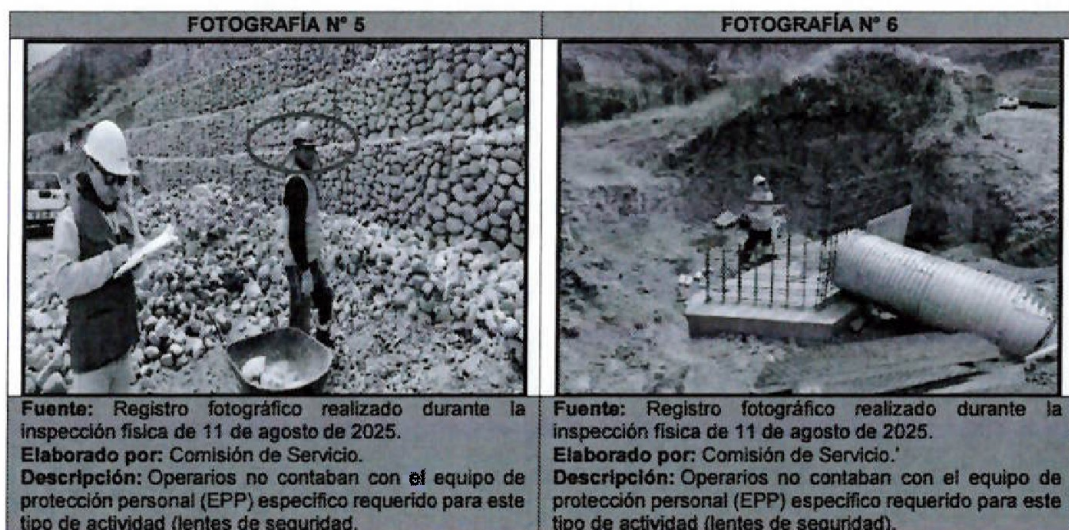 FOTOGRAFÍA N° 5
Fuente: Registro fotográfico realizado durante la
inspección física de 11 de agosto de 2025.
Elaborado por: Comisión de Servicio.
Descripción: Operarios no contaban con el equipo de
protección personal (EPP) específico requerido para este
tipo de actividad (lentes de seguridad.
FOTOGRAFÍA N° 6
Fuente: Registro fotográfico realizado durante la
inspección física de 11 de agosto de 2025.
Elaborado por: Comisión de Servicio.'
Descripción: Operarios no contaban con el equipo de
protección personal (EPP) específico requerido para este
tipo de actividad (lentes de seguridad).